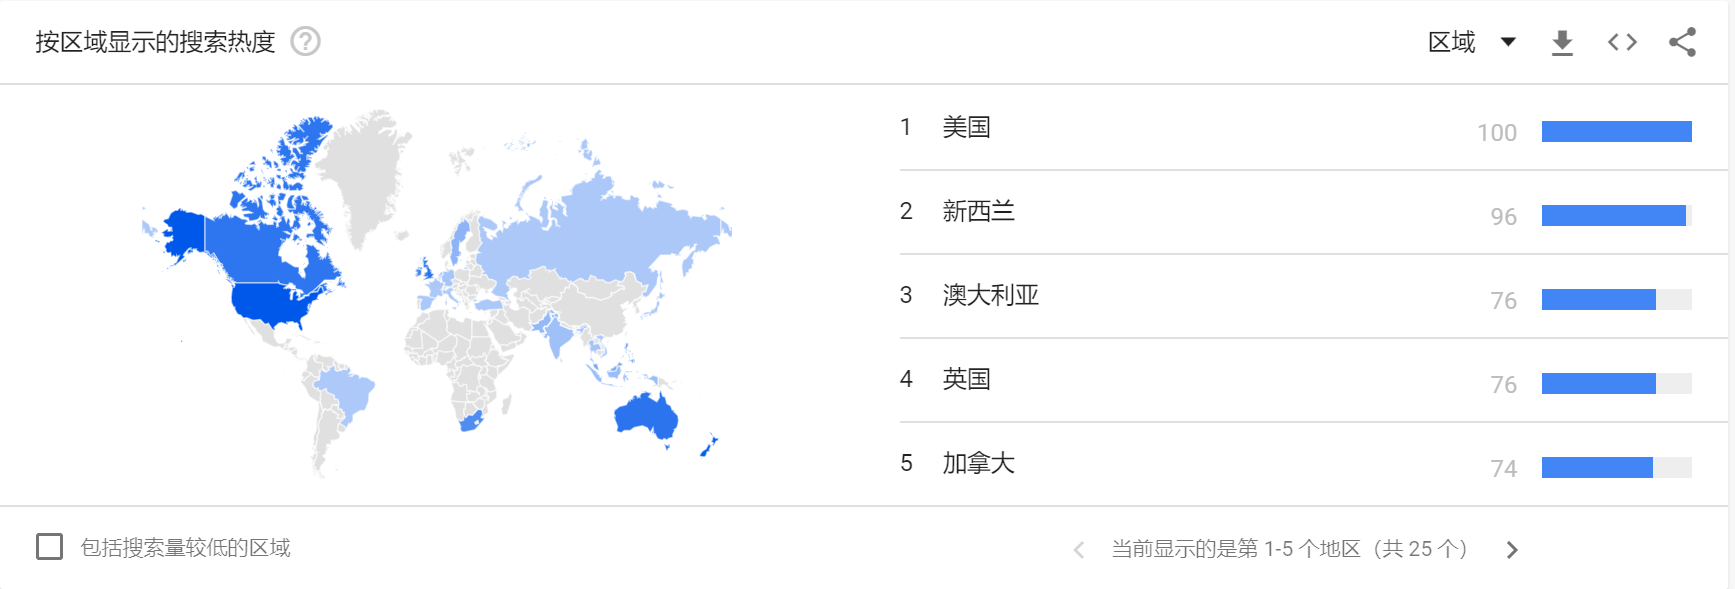 按区域显示的搜索热度 ?
区域
1 美国 100
2 新西兰 96
3 澳大利亚 76
4 英国 76
5 加拿大 74
包括搜索量较低的区域
当前显示的是第 1-5 个地区（共 25 个）